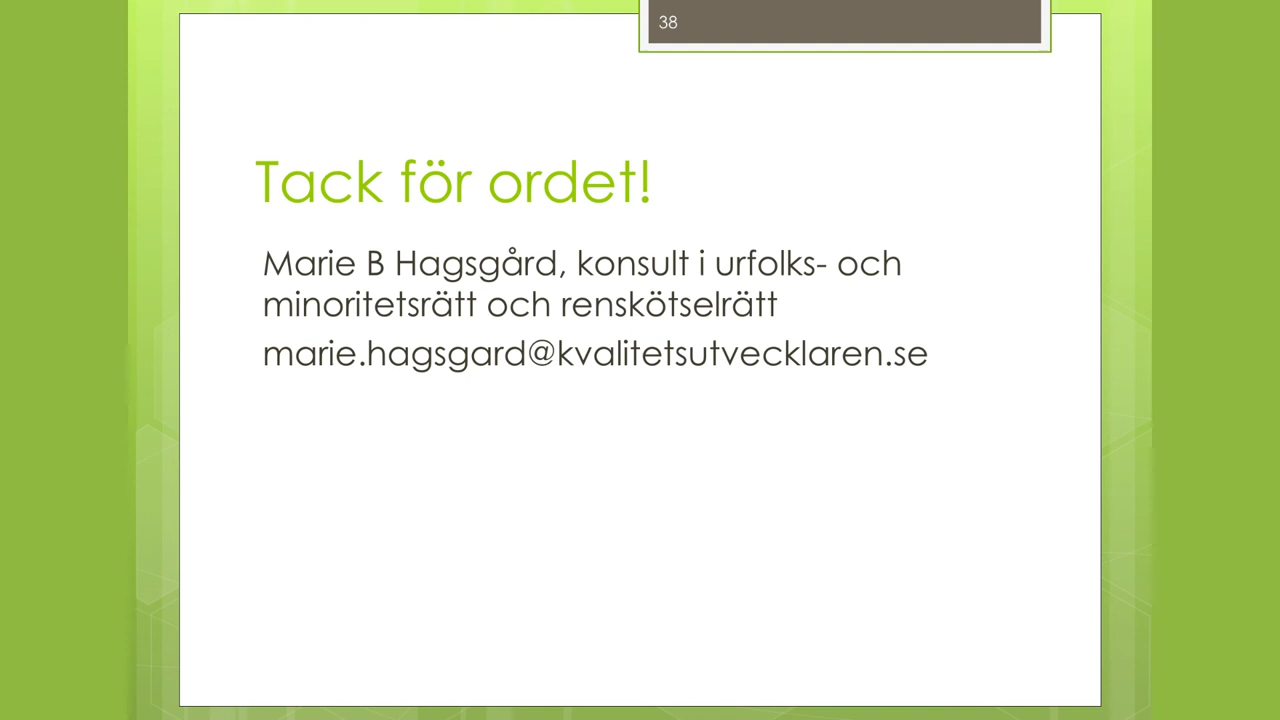 38
Tack för ordet!
Marie B Hagsgård, konsult i urfolks- och
minoritetsrätt och renskötselrätt
marie.hagsgard@kvalitetsutvecklaren.se